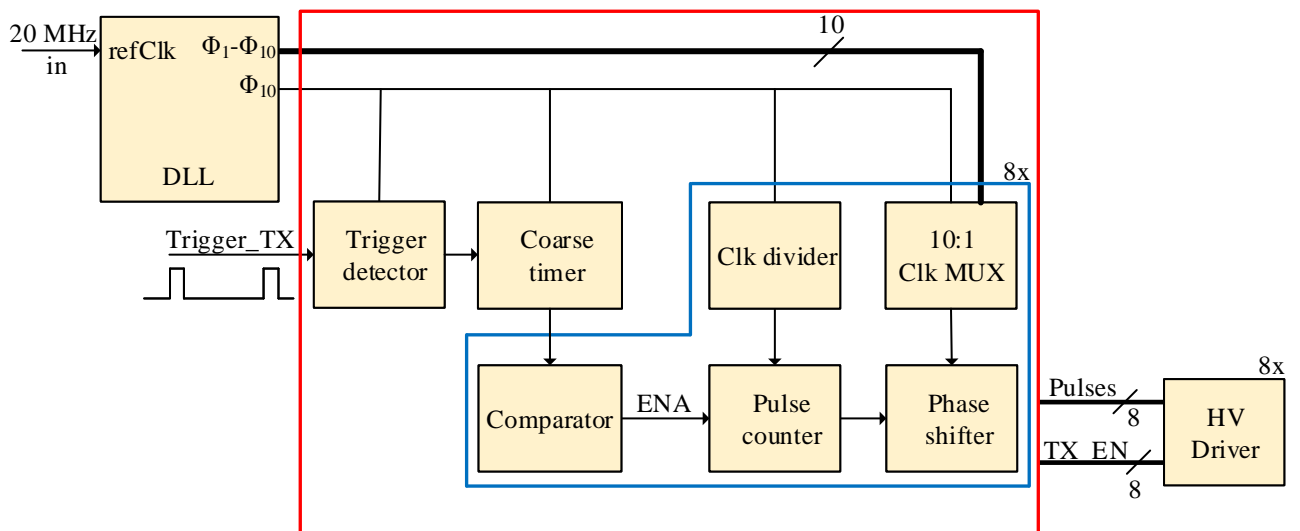 20 MHz
in
refClk
Φ₁-Φ₁₀
Φ₁₀
DLL
10
8x
Trigger_TX
Trigger
detector
Coarse
timer
Clk divider
10:1
Clk MUX
Comparator
ENA
Pulse
counter
Phase
shifter
Pulses
8
TX_EN
8
8x
HV
Driver